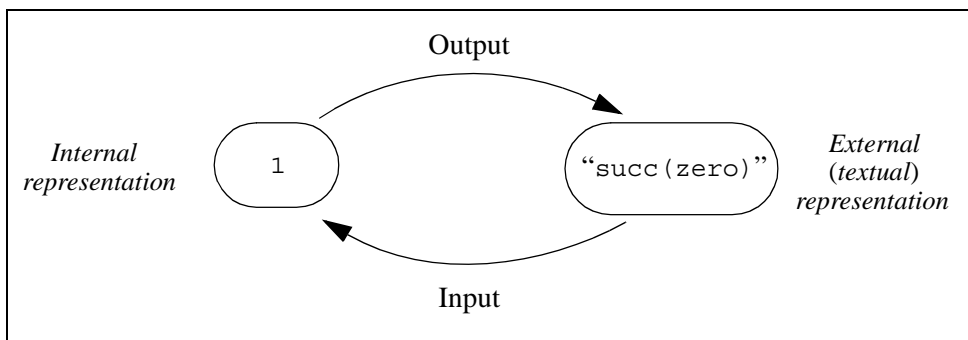 Output
Internal
representation
1
“succ(zero)”
External
(textual)
representation
Input